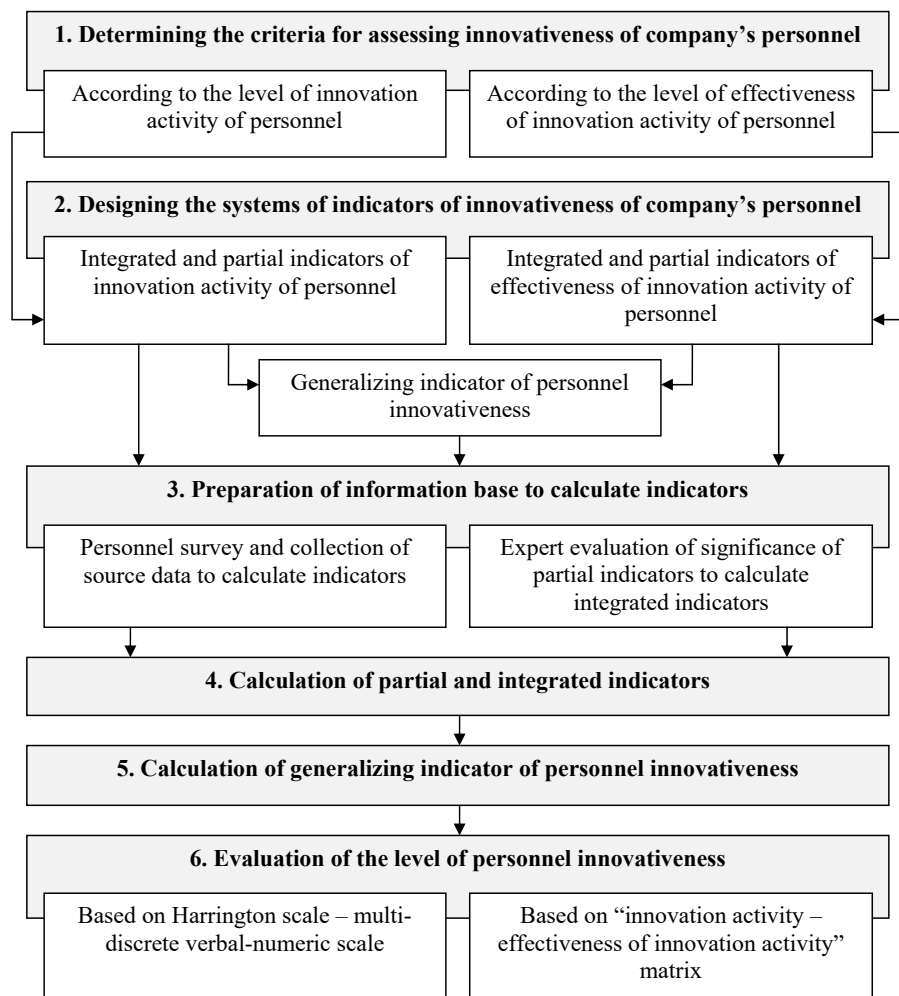 1. Determining the criteria for assessing innovativeness of company’s personnel
According to the level of innovation
activity of personnel
According to the level of effectiveness
of innovation activity of personnel
2. Designing the systems of indicators of innovativeness of company’s personnel
Integrated and partial indicators of
innovation activity of personnel
Integrated and partial indicators of
effectiveness of innovation activity of
personnel
Generalizing indicator of personnel
innovativeness
3. Preparation of information base to calculate indicators
Personnel survey and collection of
source data to calculate indicators
Expert evaluation of significance of
partial indicators to calculate
integrated indicators
4. Calculation of partial and integrated indicators
5. Calculation of generalizing indicator of personnel innovativeness
6. Evaluation of the level of personnel innovativeness
Based on Harrington scale – multi-
discrete verbal-numeric scale
Based on “innovation activity –
effectiveness of innovation activity”
matrix